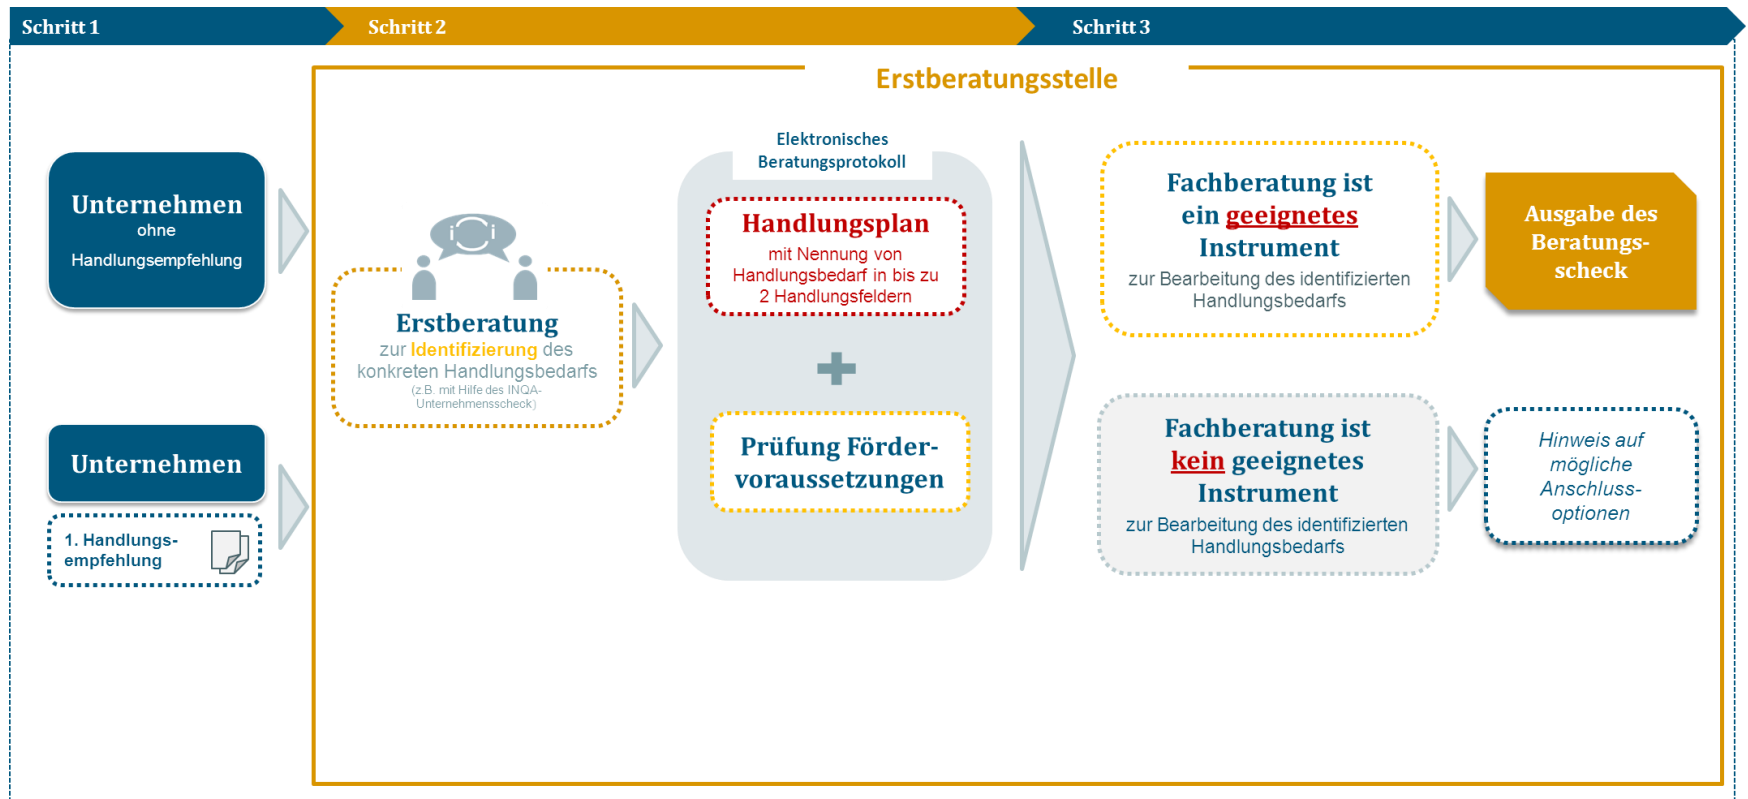 Schritt 1
Schritt 2
Schritt 3
Erstberatungsstelle
Unternehmen
ohne
Handlungsempfehlung
Unternehmen
1. Handlungs-
empfehlung
Erstberatung
zur Identifizierung des
konkreten Handlungsbedarfs
(z.B. mit Hilfe des INQA-
Unternehmensscheck)
Elektronisches
Beratungsprotokoll
Handlungsplan
mit Nennung von
Handlungsbedarf in bis zu
2 Handlungsfeldern
Prüfung Förder-
voraussetzungen
Fachberatung ist
ein geeignetes
Instrument
zur Bearbeitung des identifizierten
Handlungsbedarfs
Ausgabe des
Beratungs-
scheck
Fachberatung ist
kein geeignetes
Instrument
zur Bearbeitung des identifizierten
Handlungsbedarfs
Hinweis auf
mögliche
Anschluss-
optionen